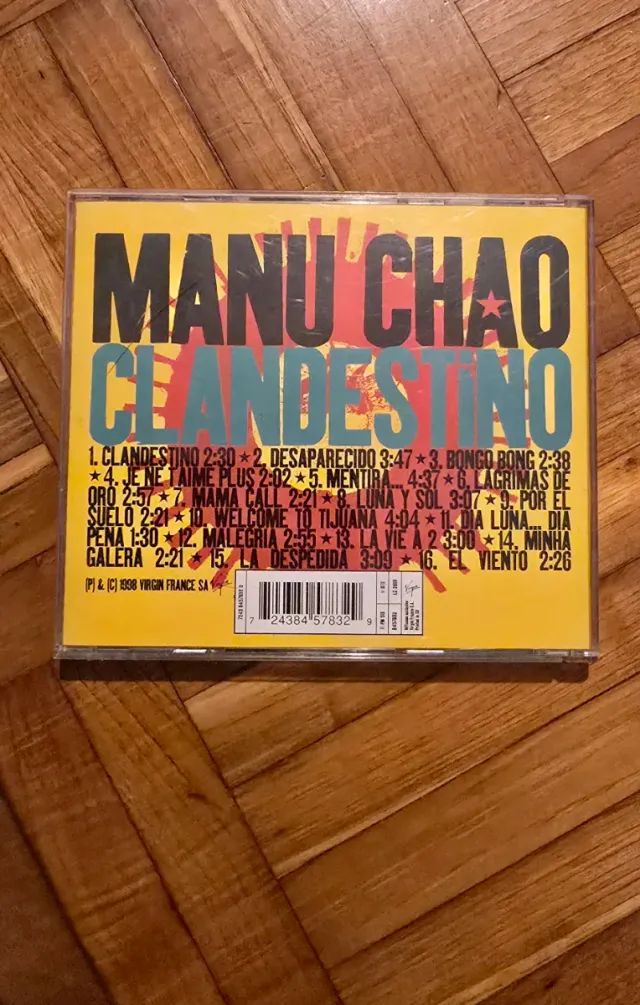 MANU CHAO
CLANDESTiNO
1. CLANDESTINO 2:30 ★ 2. DESAPARECIDO 3:47 ★ 3. BONGO BONG 2:38
★ 4. JE NE T'AIME PLUS 2:02 ★ 5. MENTIRA... 4:37 ★ 6. LAGRIMAS DE
ORO 2:57 ★ 7. MAMA CALL 2:21 ★ 8. LUNA Y SOL 3:07 ★ 9. POR EL
SUELO 2:21 ★ 10. WELCOME TO TIJUANA 4:04 ★ 11. DIA LUNA... DIA
PENA 1:30 ★ 12. MALEGRIA 2:55 ★ 13. LA VIE A 2 3:00 ★ 14. MINHA
GALERA 2:21 ★ 15. LA DESPEDIDA 3:09 ★ 16. EL VIENTO 2:26
(P) & (C) 1998 VIRGIN FRANCE SA Virgin
7 24384 57832 9